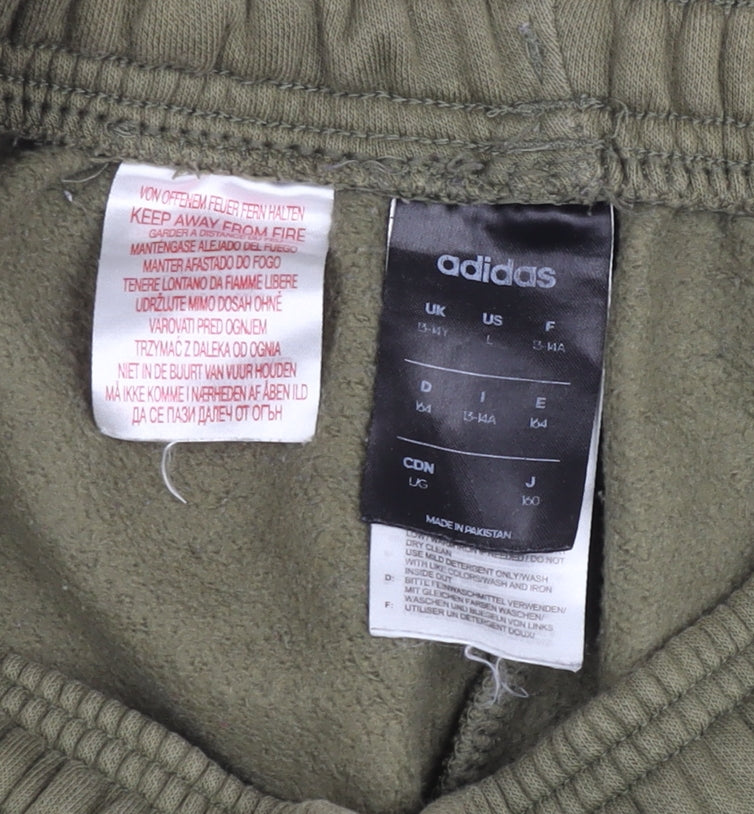 VON OFFENEM FEUER FERN HALTEN
KEEP AWAY FROM FIRE
GARDER A DISTANCE DU
MANTÉNGASE ALEJADO DEL FUEGO
MANTER AFASTADO DO FOGO
TENERE LONTANO DA FIAMME LIBERE
UDRŽUJTE MIMO DOSAH OHNĚ
VAROVATI PRED OGNJEM
TRZYMAĆ Z DALEKA OD OGNIA
NIET IN DE BUURT VAN VUUR HOUDEN
MÅ IKKE KOMME I NÆRHEDEN AF ÅBEN ILD
ДА СЕ ПАЗИ ДАЛЕЧ ОТ ОГЪН
adidas
UK US F
13-14Y L 13-14A
D I E
164 13-14A 164
CDN J
L/G 160
MADE IN PAKISTAN
DO NOT
DRY CLEAN
USE MILD DETERGENT ONLY/WASH
WITH LIKE COLORS/WASH AND IRON
INSIDE OUT
D: BITTE FEINWASCHMITTEL VERWENDEN/
MIT GLEICHEN FARBEN WASCHEN/
WASCHEN UND BUEGELN VON LINKS
F: UTILISER UN DETERGENT DOUX/